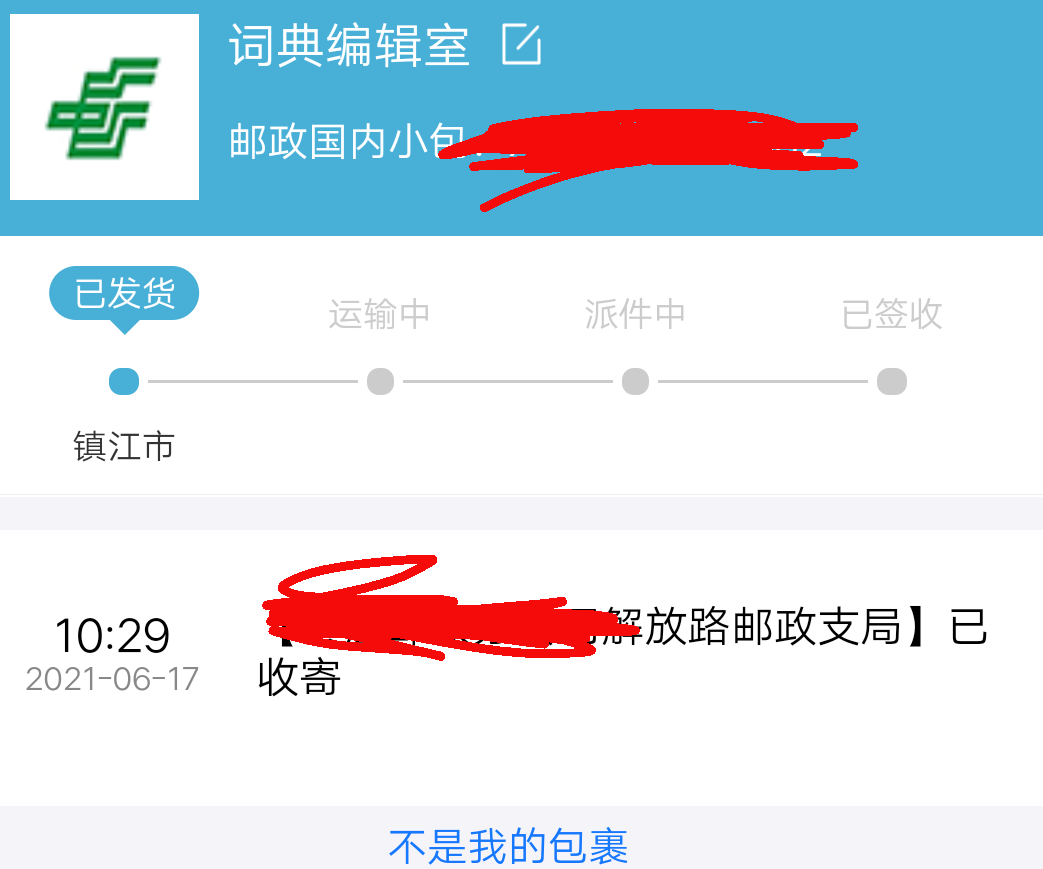 词典编辑室
邮政国内小包
已发货
运输中
派件中
已签收
镇江市
10:29
2021-06-17
【解放路邮政支局】已
收寄
不是我的包裹